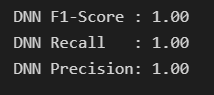 DNN F1-Score : 1.00
DNN Recall   : 1.00
DNN Precision: 1.00